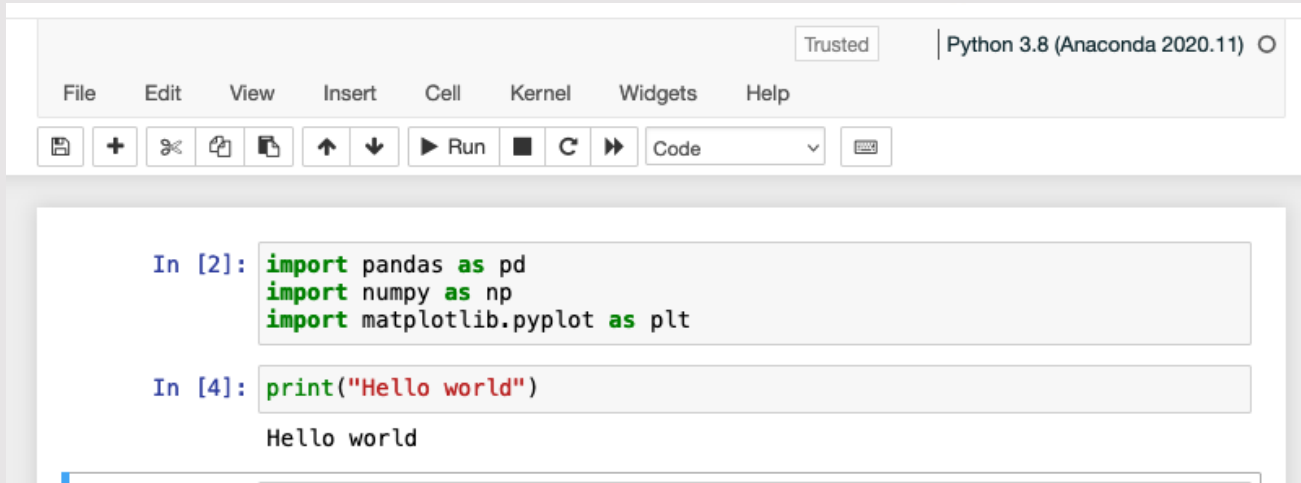 Trusted Python 3.8 (Anaconda 2020.11)
File Edit View Insert Cell Kernel Widgets Help
Run Code
In [2]: import pandas as pd
import numpy as np
import matplotlib.pyplot as plt
In [4]: print("Hello world")
Hello world